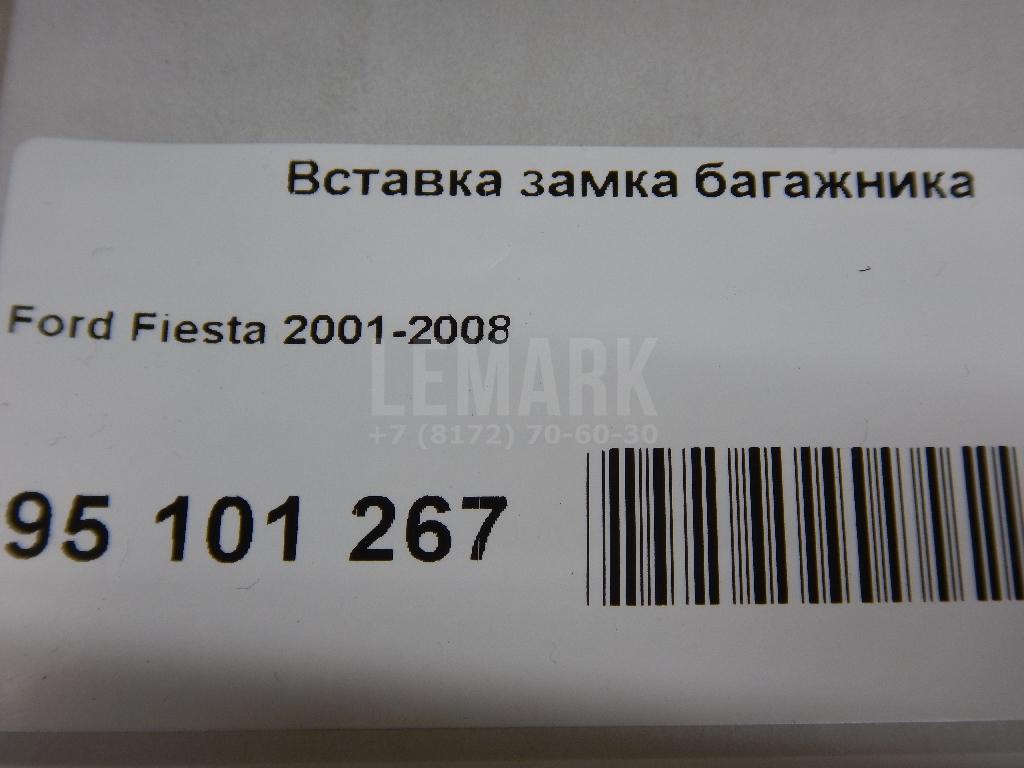 Вставка замка багажника
Ford Fiesta 2001-2008
LEMARK
+7 (8172) 70-60-30
95 101 267